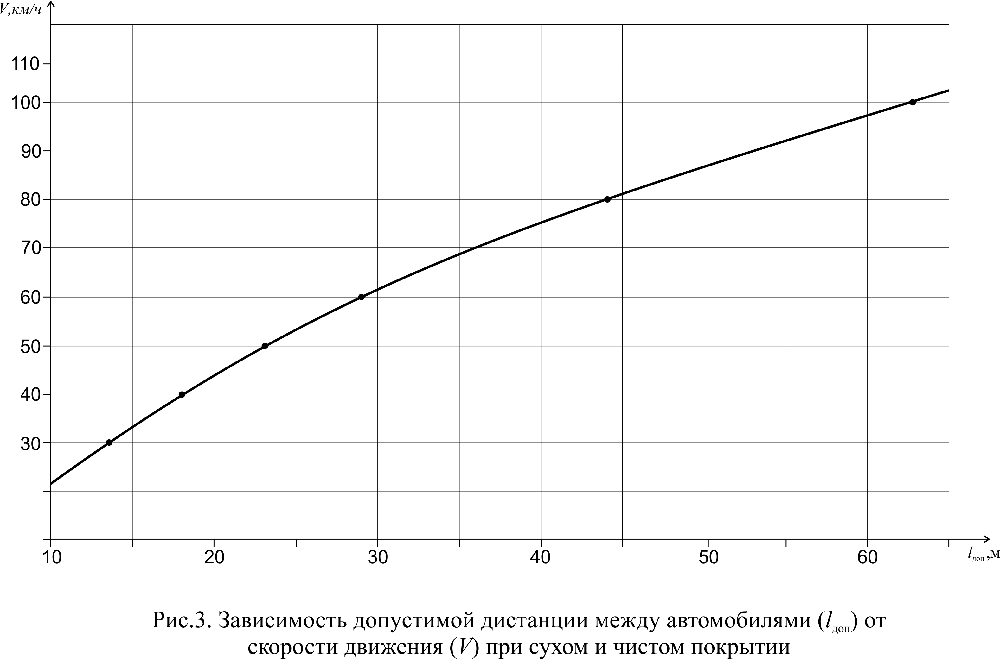 V,км/ч
110
100
90
80
70
60
50
40
30
10 20 30 40 50 60
lдоп,м
Рис.3. Зависимость допустимой дистанции между автомобилями (lдоп) от
скорости движения (V) при сухом и чистом покрытии